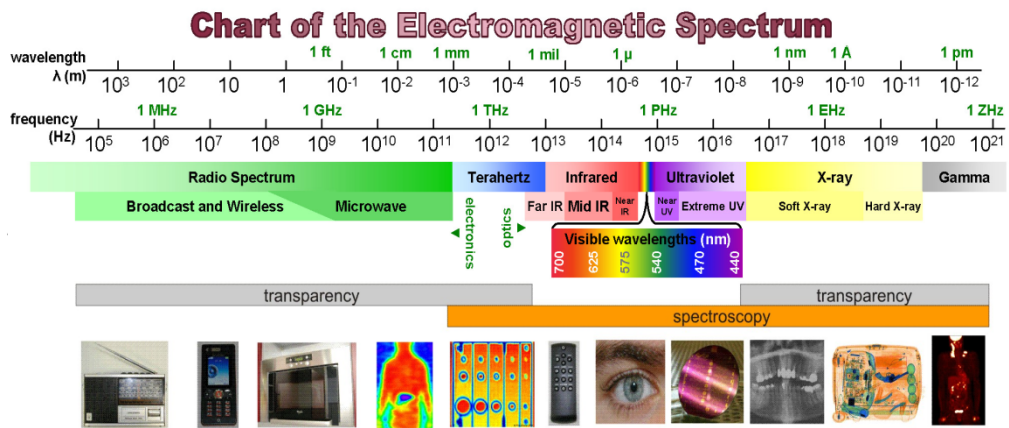 Chart of the Electromagnetic Spectrum
wavelength
λ (m)
1 ft 1 cm 1 mm 1 mil 1 µ 1 nm 1 A 1 pm
10³ 10² 10 1 10⁻¹ 10⁻² 10⁻³ 10⁻⁴ 10⁻⁵ 10⁻⁶ 10⁻⁷ 10⁻⁸ 10⁻⁹ 10⁻¹⁰ 10⁻¹¹ 10⁻¹²
frequency
(Hz)
1 MHz 1 GHz 1 THz 1 PHz 1 EHz 1 ZHz
10⁵ 10⁶ 10⁷ 10⁸ 10⁹ 10¹⁰ 10¹¹ 10¹² 10¹³ 10¹⁴ 10¹⁵ 10¹⁶ 10¹⁷ 10¹⁸ 10¹⁹ 10²⁰ 10²¹
Radio Spectrum Terahertz Infrared Ultraviolet X-ray Gamma
Broadcast and Wireless Microwave
electronics
optics
Far IR Mid IR
Near
IR
Near
UV
Extreme UV Soft X-ray Hard X-ray
Visible wavelengths (nm)
700 625 575 540 470 440
transparency transparency
spectroscopy